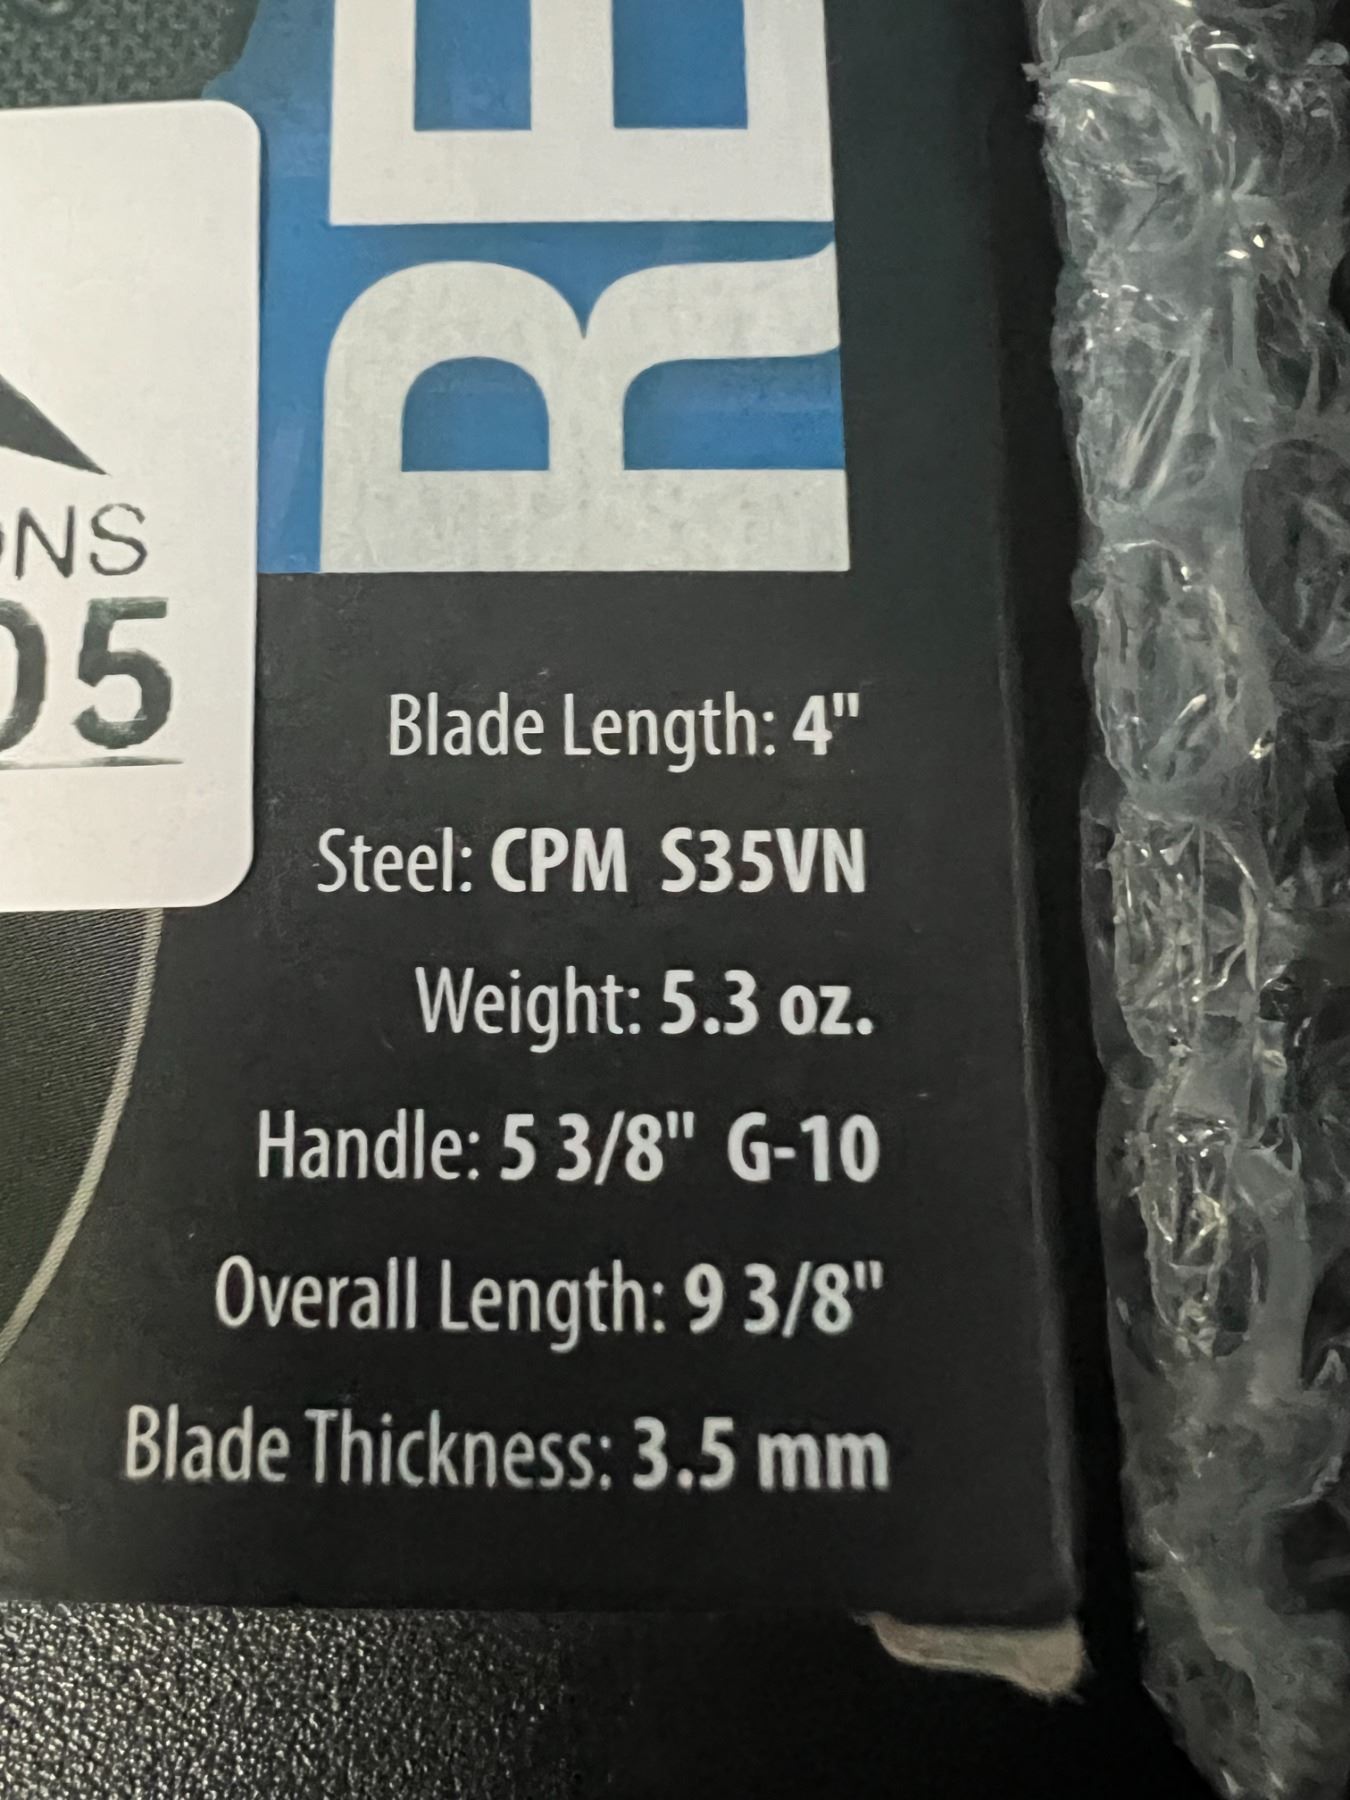 RE
ONS
05
Blade Length: 4"
Steel: CPM S35VN
Weight: 5.3 oz.
Handle: 5 3/8" G-10
Overall Length: 9 3/8"
Blade Thickness: 3.5 mm